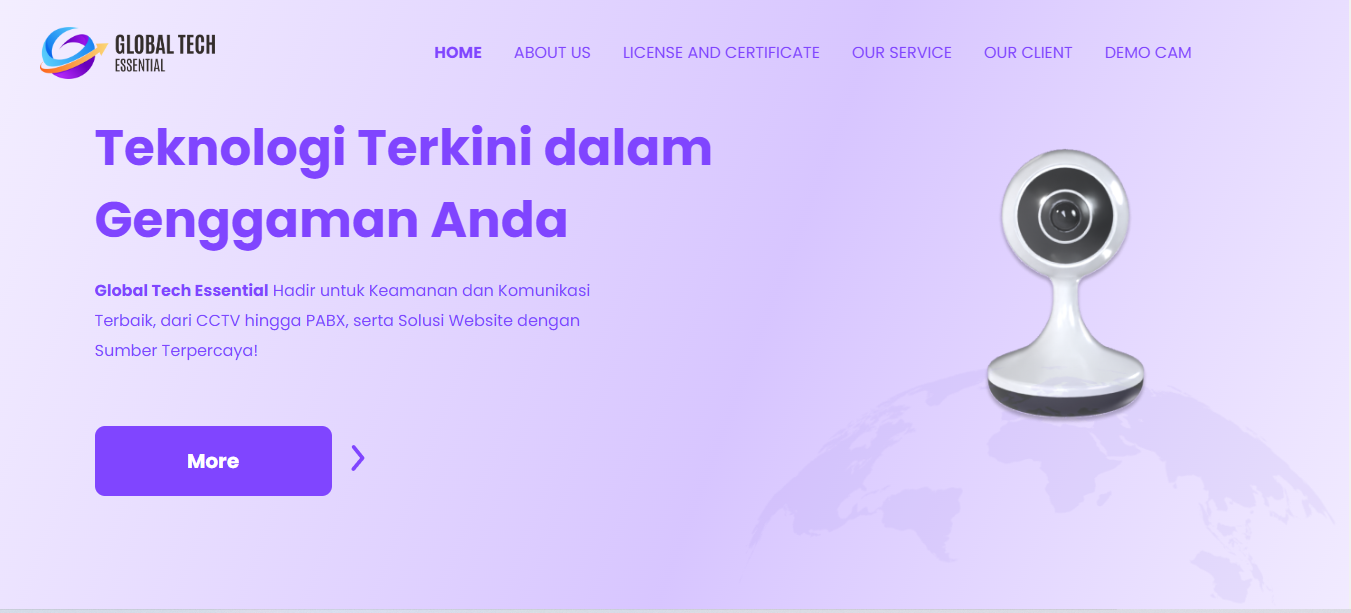 GLOBAL TECH
ESSENTIAL
HOME ABOUT US LICENSE AND CERTIFICATE OUR SERVICE OUR CLIENT DEMO CAM
Teknologi Terkini dalam
Genggaman Anda
Global Tech Essential Hadir untuk Keamanan dan Komunikasi
Terbaik, dari CCTV hingga PABX, serta Solusi Website dengan
Sumber Terpercaya!
More